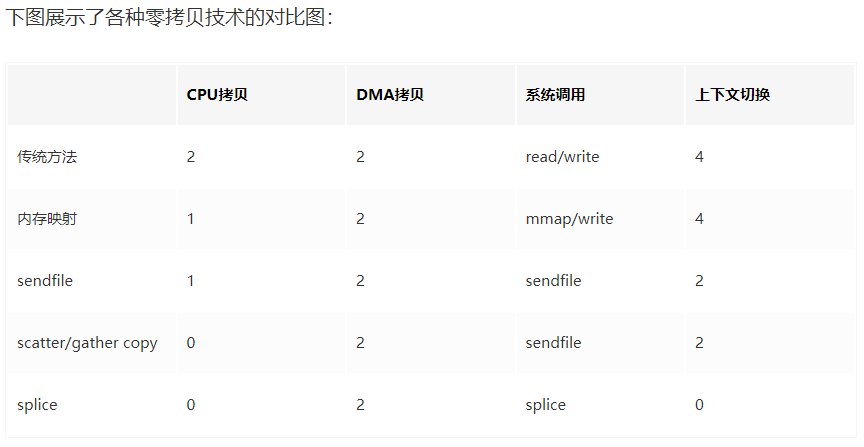 下图展示了各种零拷贝技术的对比图：
CPU拷贝 DMA拷贝 系统调用 上下文切换
传统方法 2 2 read/write 4
内存映射 1 2 mmap/write 4
sendfile 1 2 sendfile 2
scatter/gather copy 0 2 sendfile 2
splice 0 2 splice 0